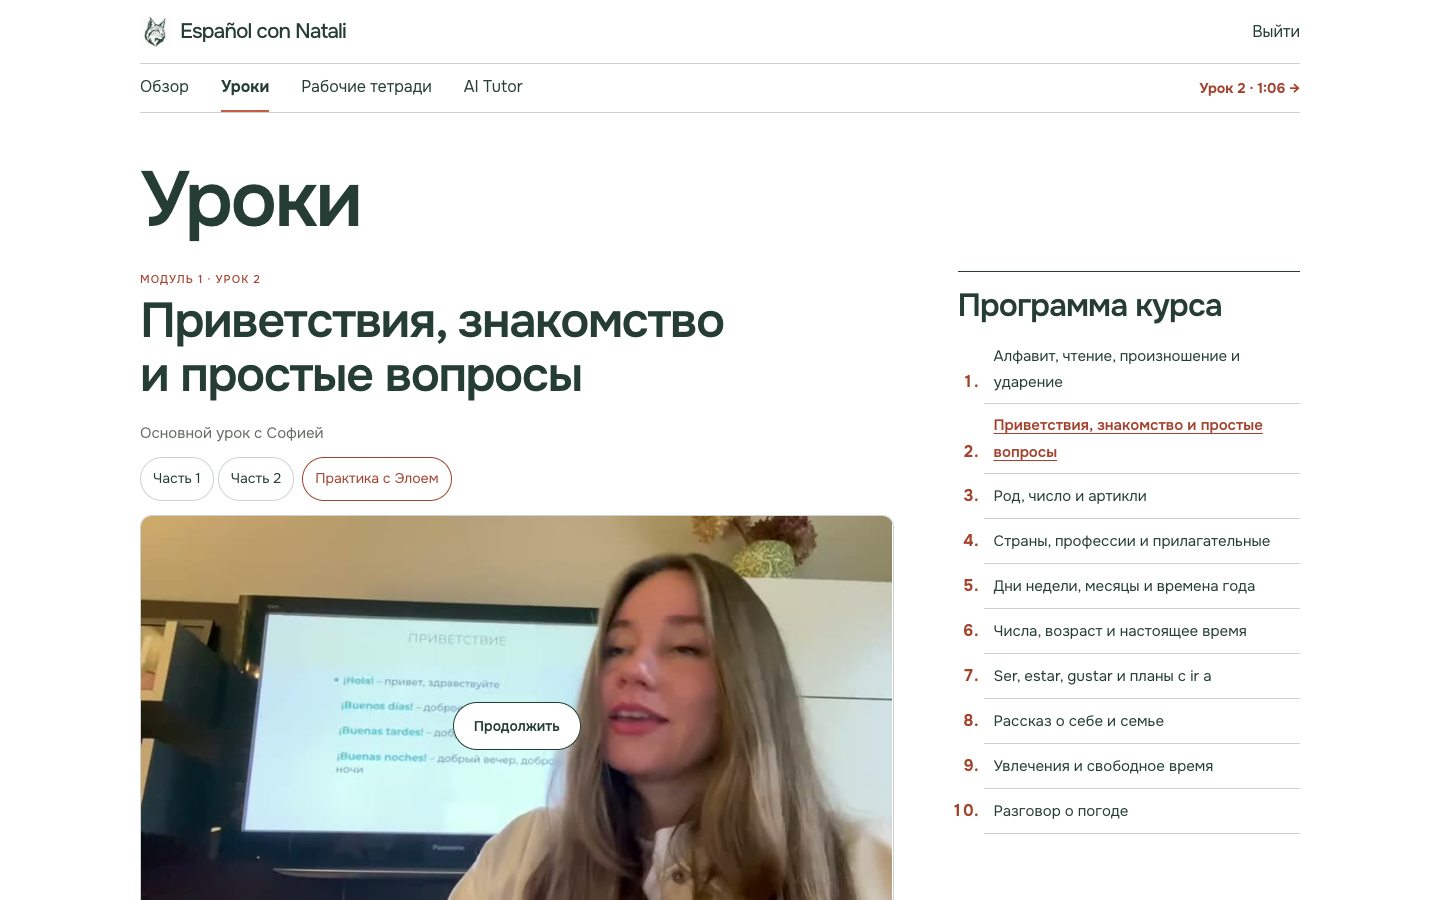 Español con Natali
Выйти
Обзор
Уроки
Рабочие тетради
AI Tutor
Урок 2 · 1:06 →
Уроки
МОДУЛЬ 1 · УРОК 2
Приветствия, знакомство
и простые вопросы
Основной урок с Софией
Часть 1
Часть 2
Практика с Элоем
ПРИВЕТСТВИЕ
• ¡Hola! – привет, здравствуйте
¡Buenos días! –
¡Buenas tardes! –
¡Buenas noches! – добрый вечер,
ночи
Продолжить
Panasonic
Программа курса
Алфавит, чтение, произношение и
1. ударение
Приветствия, знакомство и простые
2. вопросы
3. Род, число и артикли
4. Страны, профессии и прилагательные
5. Дни недели, месяцы и времена года
6. Числа, возраст и настоящее время
7. Ser, estar, gustar и планы с ir a
8. Рассказ о себе и семье
9. Увлечения и свободное время
10. Разговор о погоде